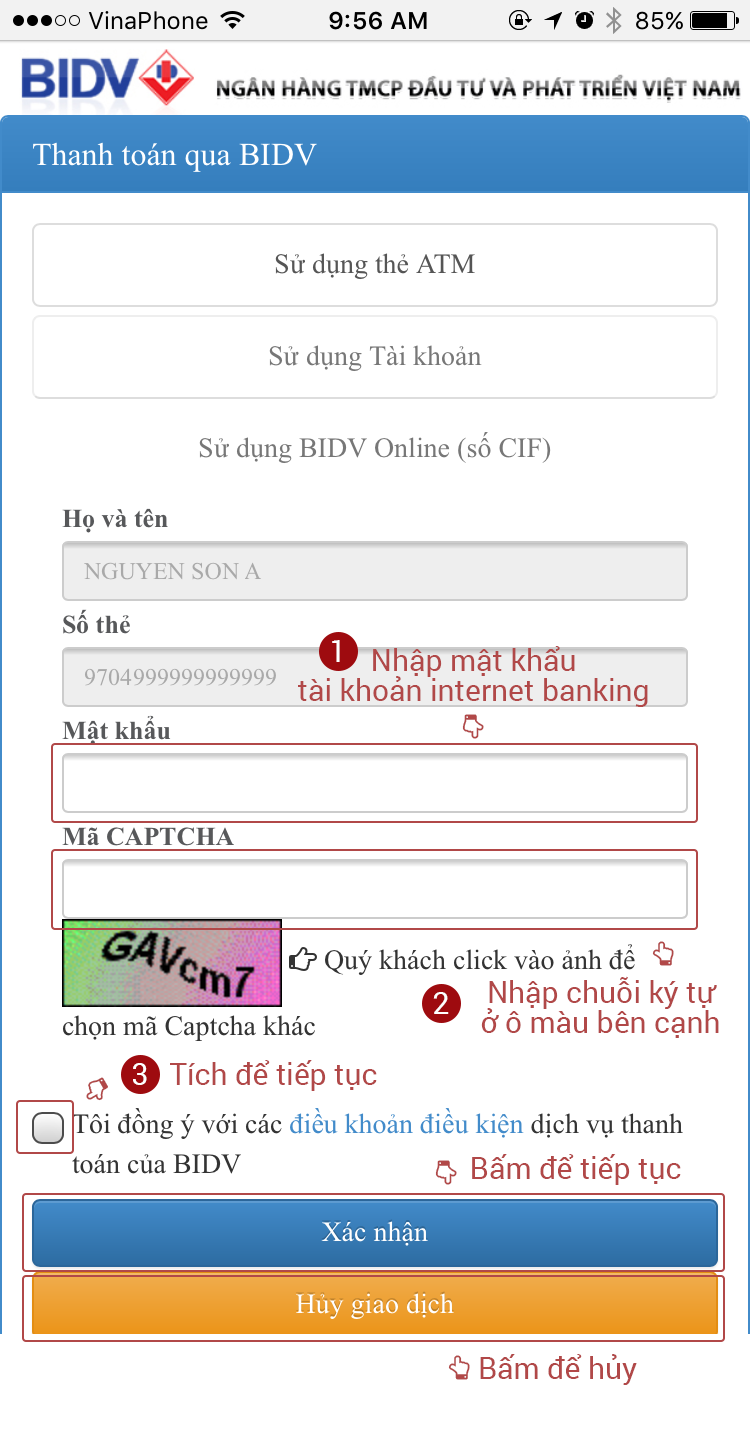 VinaPhone 9:56 AM 85%
BIDV NGÂN HÀNG TMCP ĐẦU TƯ VÀ PHÁT TRIỂN VIỆT NAM
Thanh toán qua BIDV
Sử dụng thẻ ATM
Sử dụng Tài khoản
Sử dụng BIDV Online (số CIF)
Họ và tên
NGUYEN SON A
Số thẻ
1 Nhập mật khẩu
9704999999999999 tài khoản internet banking
Mật khẩu
Mã CAPTCHA
GAVcm7
Quý khách click vào ảnh để
chọn mã Captcha khác
2 Nhập chuỗi ký tự
ở ô màu bên cạnh
3 Tích để tiếp tục
Tôi đồng ý với các điều khoản điều kiện dịch vụ thanh
toán của BIDV
Bấm để tiếp tục
Xác nhận
Hủy giao dịch
Bấm để hủy